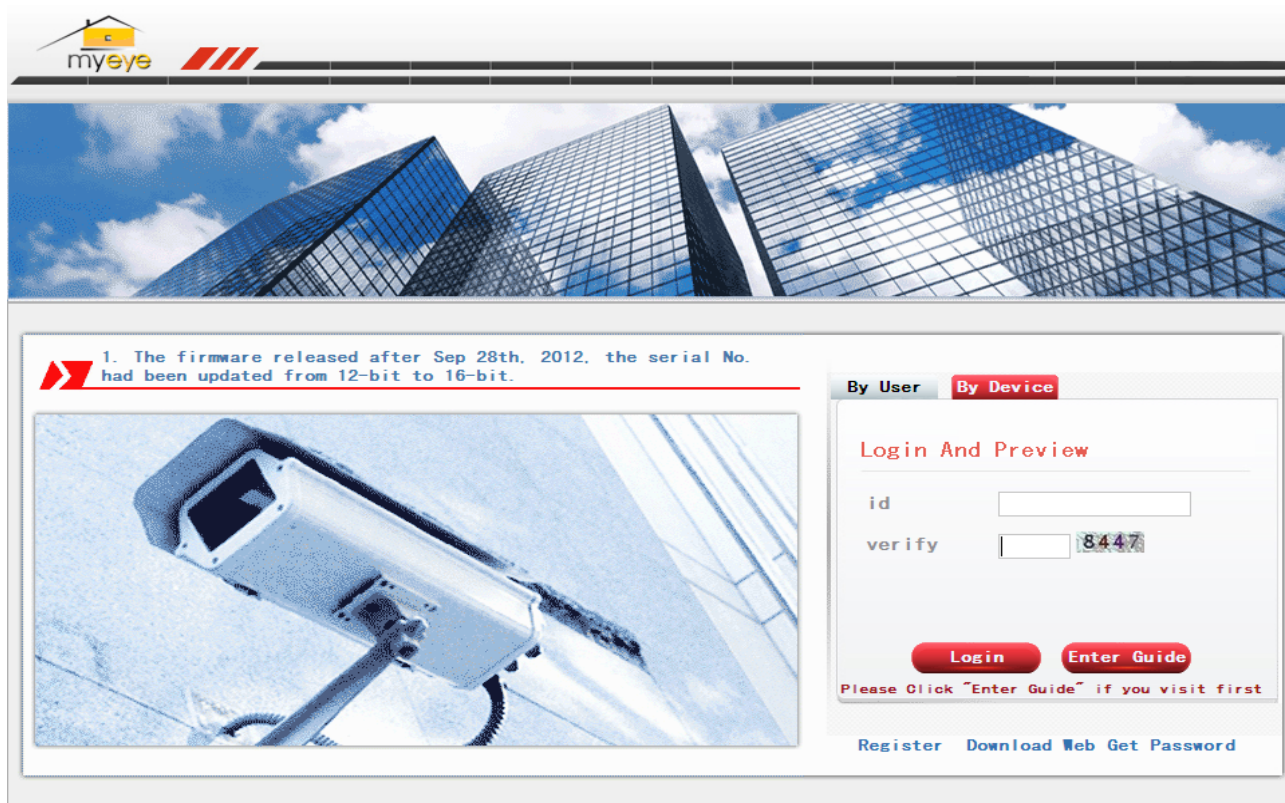 myeye
1. The firmware released after Sep 28th, 2012, the serial No.
had been updated from 12-bit to 16-bit.
By User By Device
Login And Preview
id
verify 8447
Login Enter Guide
Please Click "Enter Guide" if you visit first
Register Download Web Get Password